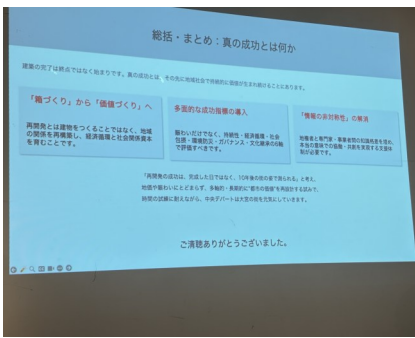 総括・まとめ：真の成功とは何か
建築の完了は終点ではなく始まりです。真の成功とは、その先に地域社会で持続的に価値が生まれ続けることにあります。
「箱づくり」から「価値づくり」へ
再開発とは建物をつくることではなく、地域
の関係を再構築し、経済循環と社会関係資本
を育むことです。
多面的な成功指標の導入
賑わいだけでなく、持続性・経済循環・社会
包摂・環境防災・ガバナンス・文化継承の6軸
で評価すべきです。
「情報の非対称性」の解消
地権者と専門家・事業者間の知識格差を埋め、
本当の意味での協働・共創を実現する支援体
制が必要です。
「再開発の成功は、完成した日ではなく、10年後の街の姿で測られる」と考え、
地価や賑わいにとどまらず、多軸的・長期的に"都市の価値"を再設計する試みで、
時間の試練に耐えながら、中央デパートは大宮の街を元気にしていきます。
ご清聴ありがとうございました。